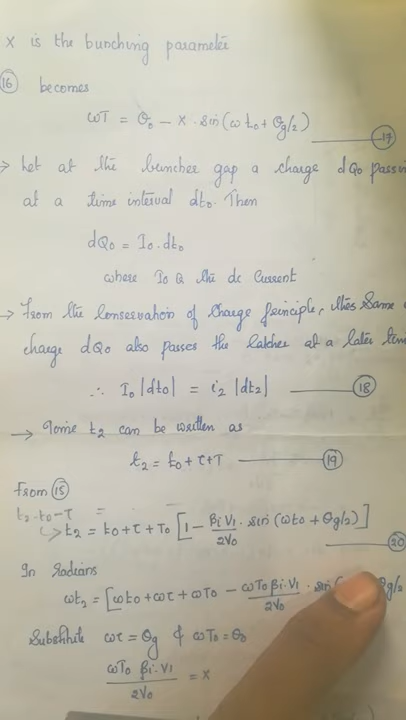 X is the bunching parameter
(16) becomes
ωT = θ₀ − X · sin(ωt₀ + θg/2) —(17)
→ Let at the buncher gap a charge dQ₀ passin
at a time interval dt₀. Then
dQ₀ = I₀ · dt₀
where I₀ is the dc Current
→ From the Conservation of Charge principle, this Same
charge dQ₀ also passes the Catcher at a later tim
∴ I₀ |dt₀| = i₂ |dt₂| —(18)
→ Time t₂ can be written as
t₂ = t₀ + τ + T —(19)
From (15)
t₂-t₀-τ =
↳ t₂ = t₀ + τ + T₀ [1 − βi V₁/2V₀ · sin(ωt₀ + θg/2)]
—(20)
In Radians
ωt₂ = [ωt₀ + ωτ + ωT₀ − ωT₀ βi·V₁/2V₀ · sin( θg/2
Substitute ωτ = θg & ωT₀ = θ₀
ωT₀ βi·V₁/2V₀ = X